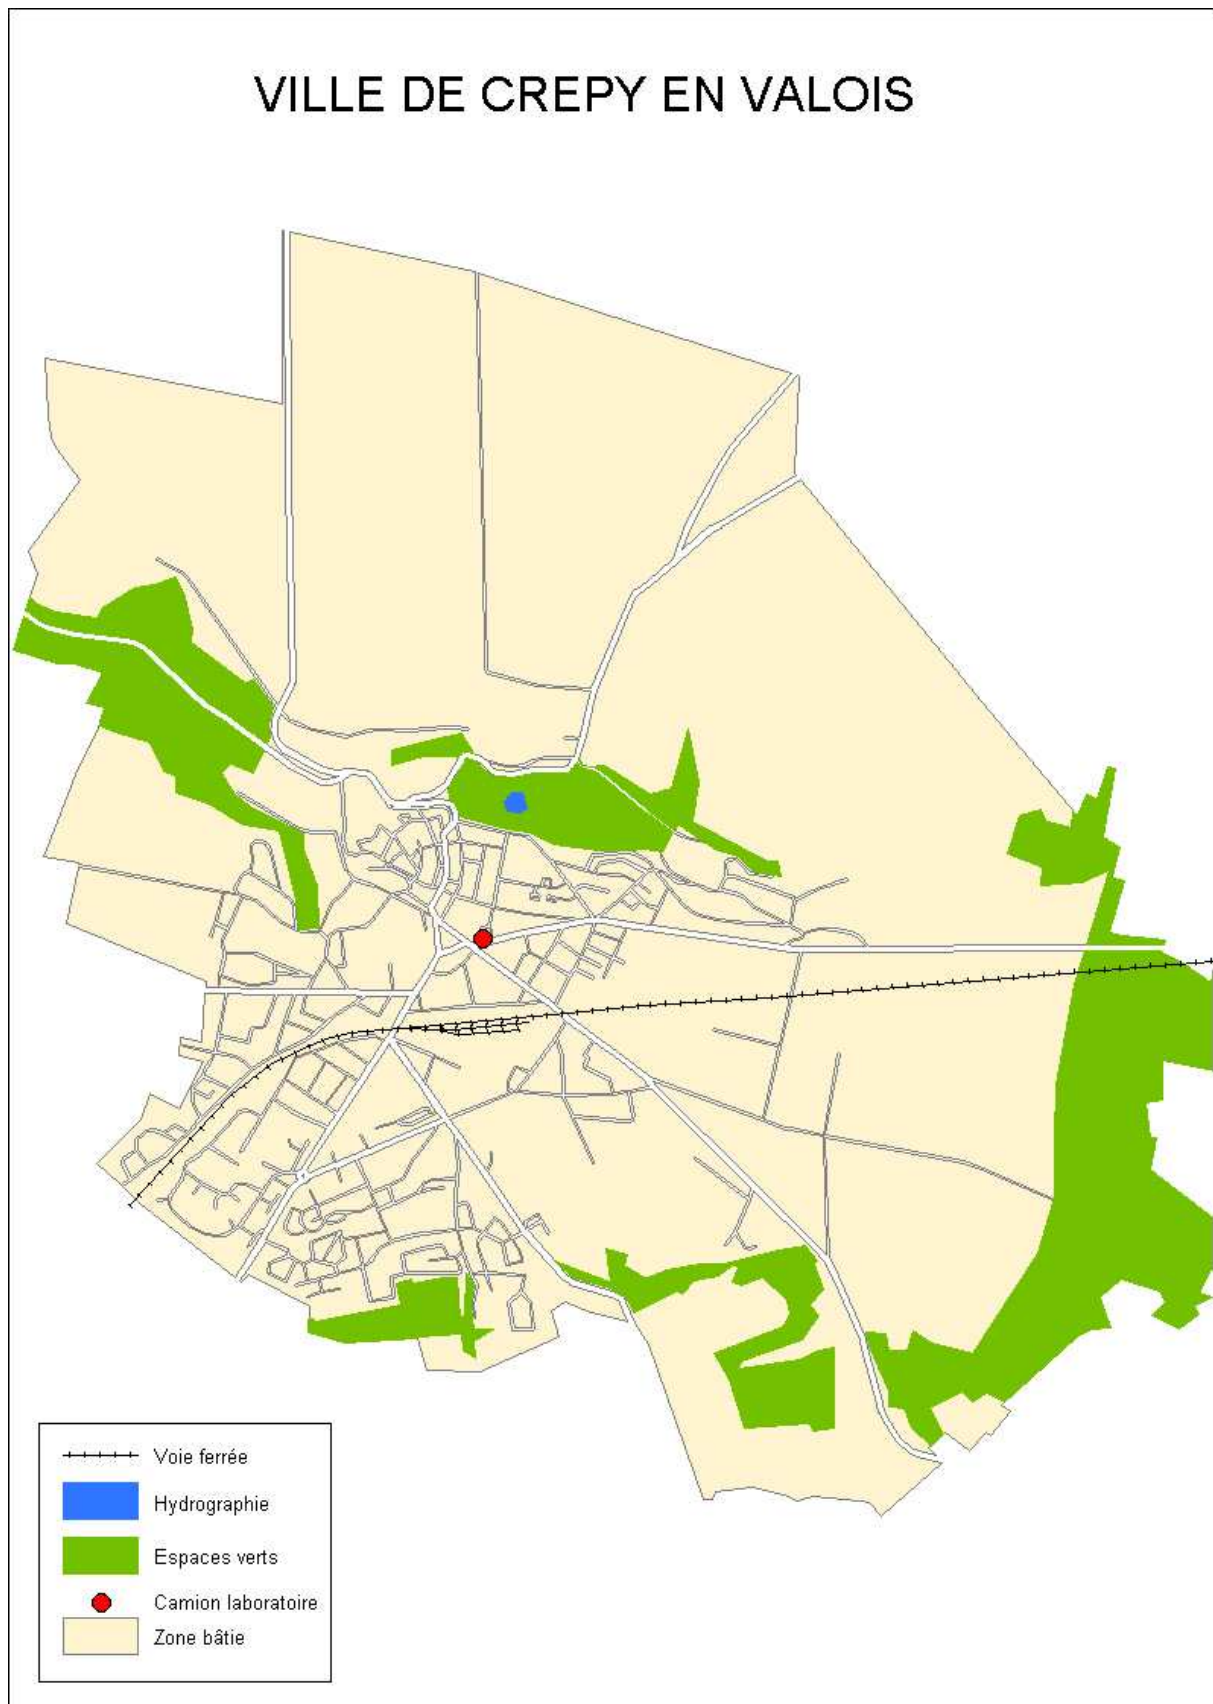 VILLE DE CREPY EN VALOIS
Voie ferrée
Hydrographie
Espaces verts
Camion laboratoire
Zone bâtie